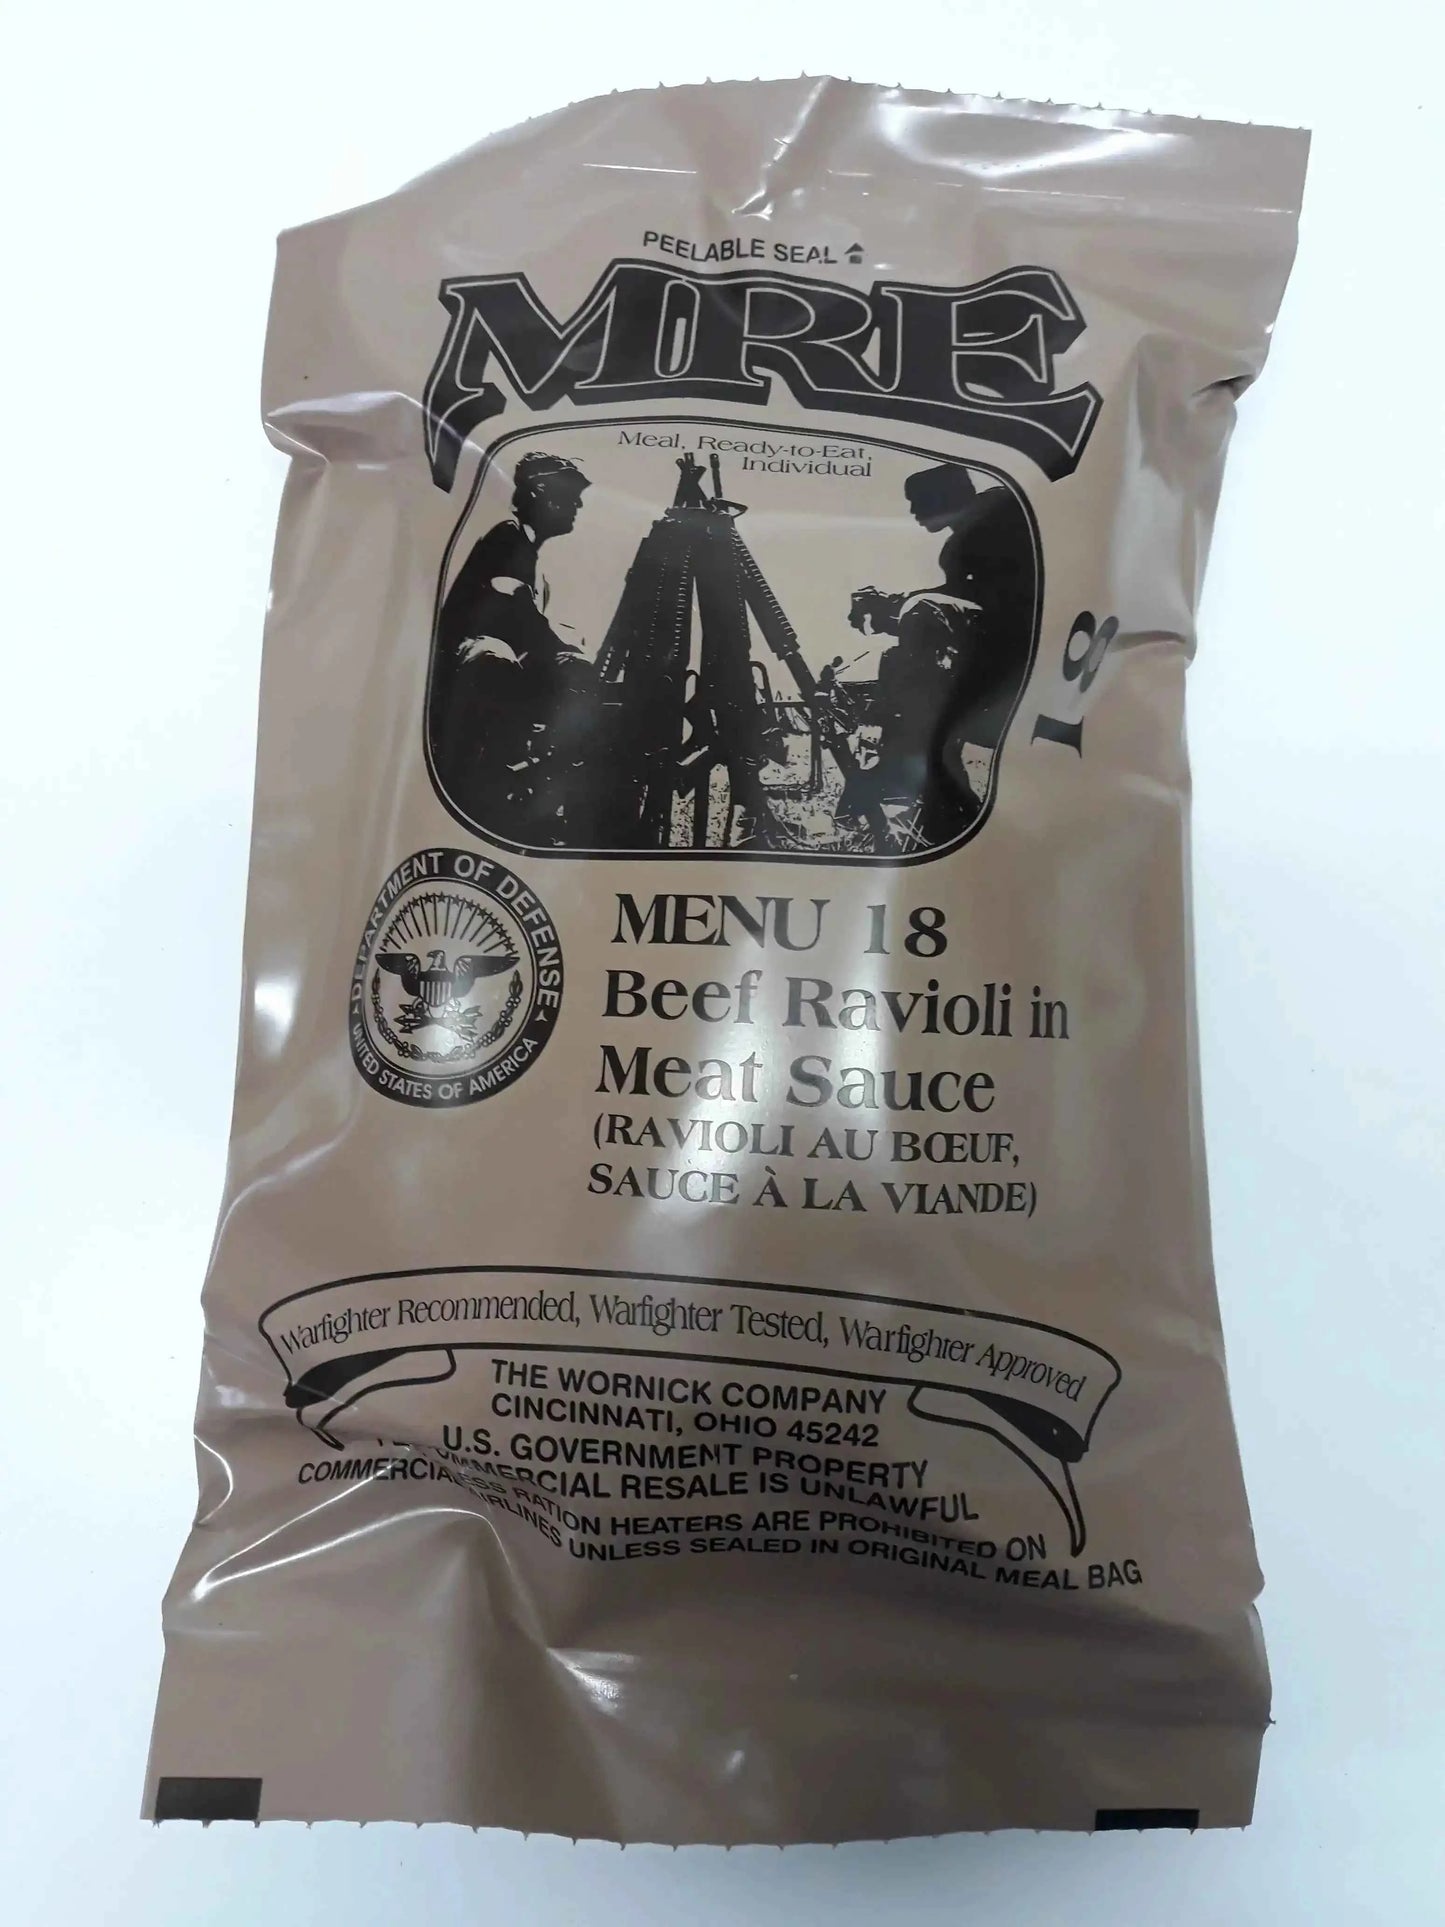 PEELABLE SEAL
MRE
Meal, Ready-to-Eat,
Individual
18
DEPARTMENT OF DEFENSE
UNITED STATES OF AMERICA
MENU 18
Beef Ravioli in
Meat Sauce
(RAVIOLI AU BŒUF,
SAUCE À LA VIANDE)
Warfighter Recommended, Warfighter Tested, Warfighter Approved
THE WORNICK COMPANY
CINCINNATI, OHIO 45242
U.S. GOVERNMENT PROPERTY
COMMERCIAL RESALE IS UNLAWFUL
RATION HEATERS ARE PROHIBITED ON
COMMERCIAL AIRLINES UNLESS SEALED IN ORIGINAL MEAL BAG